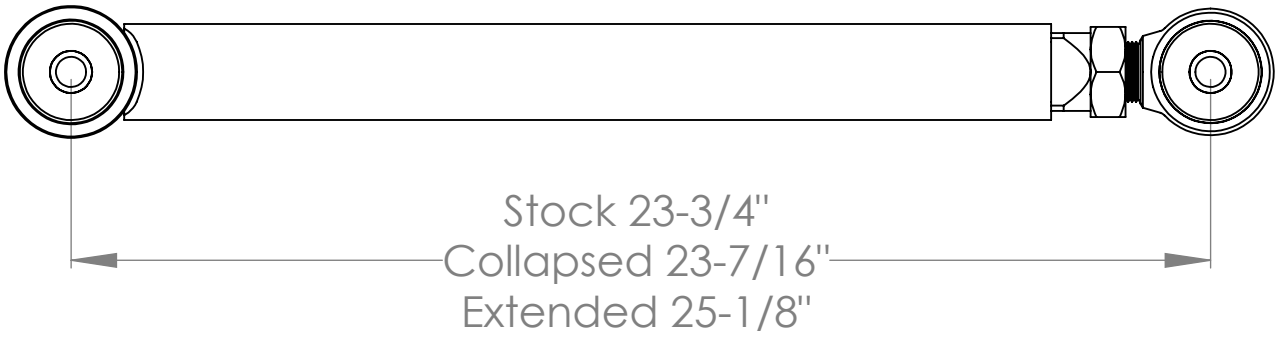 Stock 23-3/4"
Collapsed 23-7/16"
Extended 25-1/8"